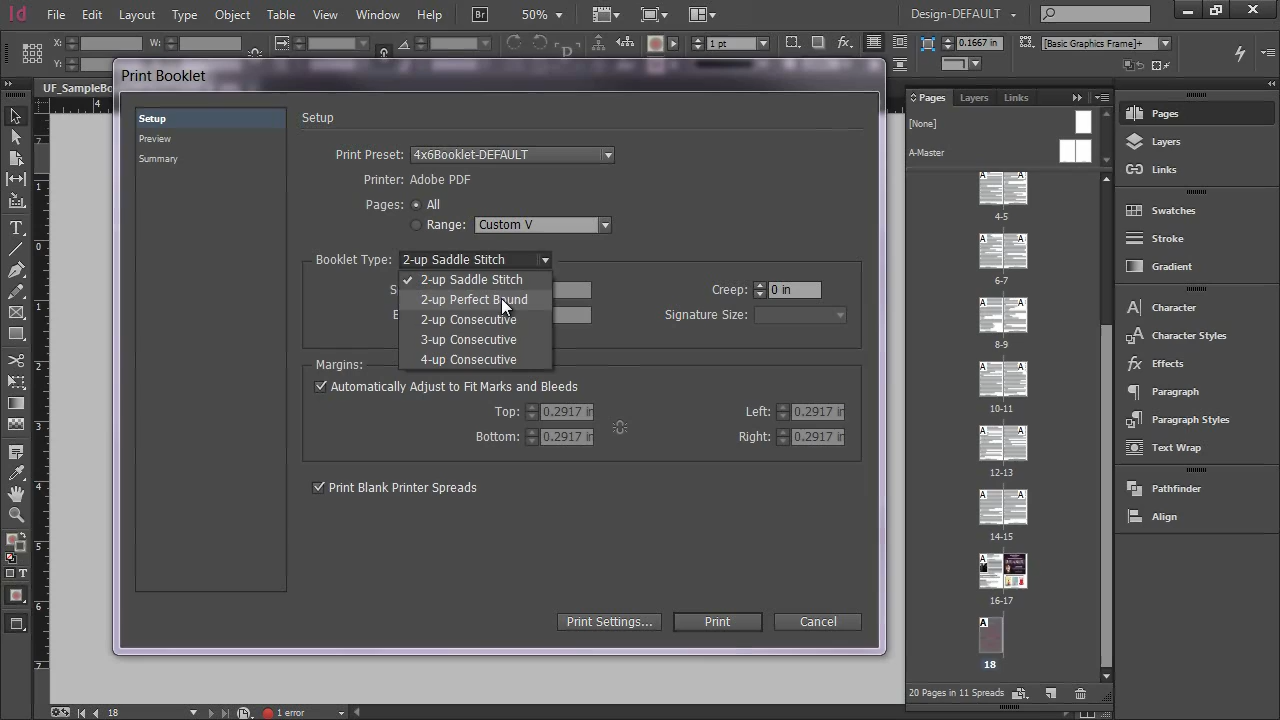 Id File Edit Layout Type Object Table View Window Help Br 50% Design-DEFAULT
X: W: 1 pt fx. 0.1667 in [Basic Graphics Frame]+
Y:
Print Booklet
Setup
Preview
Summary
Setup
Print Preset: 4x6Booklet-DEFAULT
Printer: Adobe PDF
Pages: All
Range: Custom V
Booklet Type: 2-up Saddle Stitch
2-up Saddle Stitch
2-up Perfect Bound
2-up Consecutive
3-up Consecutive
4-up Consecutive
Creep: 0 in
Signature Size:
Margins:
Automatically Adjust to Fit Marks and Bleeds
Top: 0.2917 in
Left: 0.2917 in
Bottom: 0.2917 in
Right: 0.2917 in
Print Blank Printer Spreads
Print Settings... Print Cancel
Pages Layers Links
[None]
A-Master
4-5
6-7
8-9
10-11
12-13
14-15
16-17
18
20 Pages in 11 Spreads
Pages
Layers
Links
Swatches
Stroke
Gradient
Character
Character Styles
Effects
Paragraph
Paragraph Styles
Text Wrap
Pathfinder
Align
18 1 error